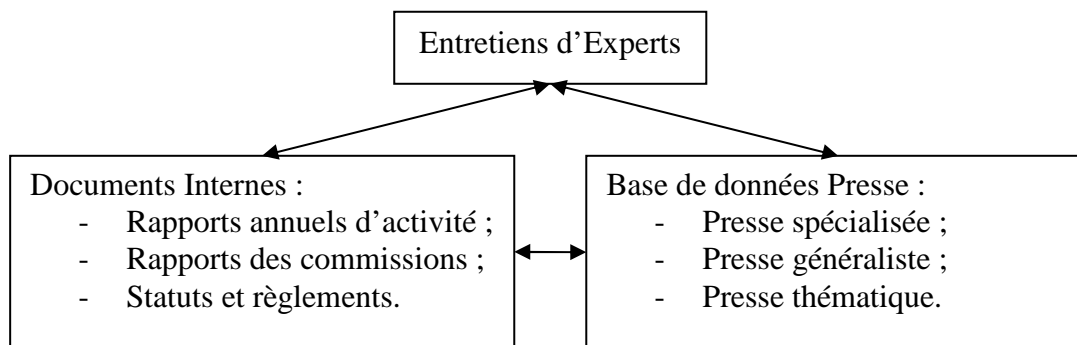 Entretiens d’Experts
Documents Internes :
- Rapports annuels d’activité ;
- Rapports des commissions ;
- Statuts et règlements.
Base de données Presse :
- Presse spécialisée ;
- Presse généraliste ;
- Presse thématique.